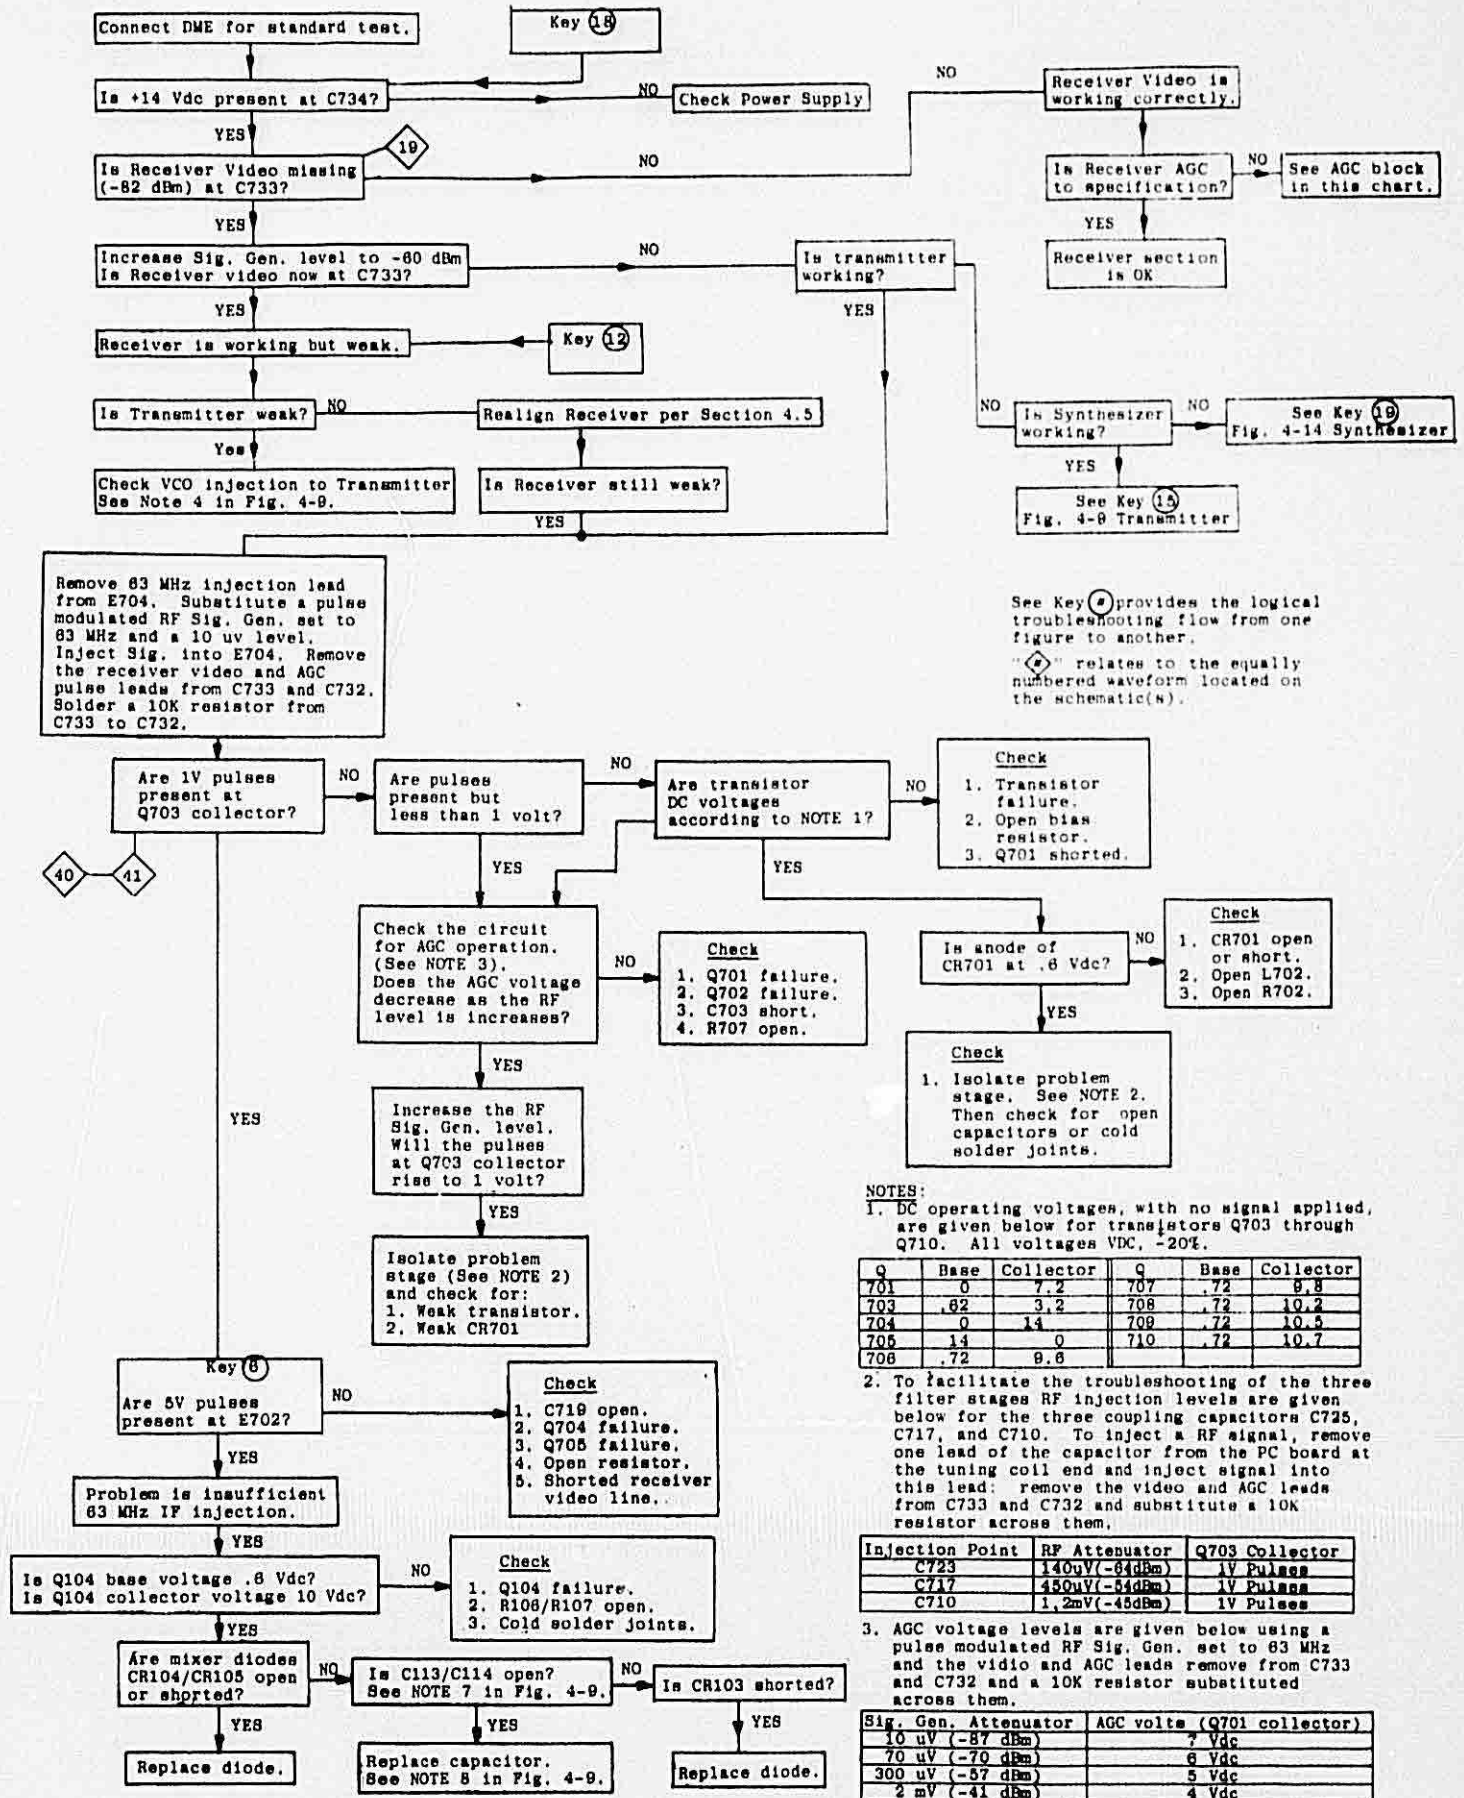 Connect DME for standard test.
Key 18
Is +14 Vdc present at C734?
NO
Check Power Supply
YES
19
Is Receiver Video missing
(-82 dBm) at C733?
NO
NO
Receiver Video is
working correctly.
Is Receiver AGC
to specification?
NO
See AGC block
in this chart.
YES
Receiver section
is OK
YES
Increase Sig. Gen. level to -60 dBm
Is Receiver video now at C733?
NO
Is transmitter
working?
YES
YES
Receiver is working but weak.
Key 12
Is Transmitter weak?
NO
Realign Receiver per Section 4.5
NO
Is Synthesizer
working?
NO
See Key 19
Fig. 4-14 Synthesizer
Yes
YES
Check VCO injection to Transmitter
See Note 4 in Fig. 4-9.
Is Receiver still weak?
See Key 15
Fig. 4-9 Transmitter
YES
Remove 63 MHz injection lead
from E704. Substitute a pulse
modulated RF Sig. Gen. set to
63 MHz and a 10 uv level.
Inject Sig. into E704. Remove
the receiver video and AGC
pulse leads from C733 and C732.
Solder a 10K resistor from
C733 to C732.
See Key # provides the logical
troubleshooting flow from one
figure to another.
"#" relates to the equally
numbered waveform located on
the schematic(s).
Are 1V pulses
present at
Q703 collector?
NO
Are pulses
present but
less than 1 volt?
NO
Are transistor
DC voltages
according to NOTE 1?
NO
Check
1. Transistor
failure.
2. Open bias
resistor.
3. Q701 shorted.
40
41
YES
YES
Check the circuit
for AGC operation.
(See NOTE 3).
Does the AGC voltage
decrease as the RF
level is increases?
NO
Check
1. Q701 failure.
2. Q702 failure.
3. C703 short.
4. R707 open.
Is anode of
CR701 at .6 Vdc?
NO
Check
1. CR701 open
or short.
2. Open L702.
3. Open R702.
YES
YES
Check
1. Isolate problem
stage. See NOTE 2.
Then check for open
capacitors or cold
solder joints.
YES
Increase the RF
Sig. Gen. level.
Will the pulses
at Q703 collector
rise to 1 volt?
YES
Isolate problem
stage (See NOTE 2)
and check for:
1. Weak transistor.
2. Weak CR701
Key 6
Are 5V pulses
present at E702?
NO
Check
1. C719 open.
2. Q704 failure.
3. Q705 failure.
4. Open resistor.
5. Shorted receiver
video line.
YES
Problem is insufficient
63 MHz IF injection.
YES
Is Q104 base voltage .6 Vdc?
Is Q104 collector voltage 10 Vdc?
NO
Check
1. Q104 failure.
2. R106/R107 open.
3. Cold solder joints.
YES
Are mixer diodes
CR104/CR105 open
or shorted?
NO
Is C113/C114 open?
See NOTE 7 in Fig. 4-9.
NO
Is CR103 shorted?
YES
YES
YES
Replace diode.
Replace capacitor.
See NOTE 8 in Fig. 4-9.
Replace diode.
NOTES:
1. DC operating voltages, with no signal applied,
are given below for transistors Q703 through
Q710. All voltages VDC, ±20%.
Q Base Collector Q Base Collector
701 0 7.2 707 .72 9.8
703 .62 3.2 708 .72 10.2
704 0 14 709 .72 10.5
705 14 0 710 .72 10.7
706 .72 9.6
2. To facilitate the troubleshooting of the three
filter stages RF injection levels are given
below for the three coupling capacitors C725,
C717, and C710. To inject a RF signal, remove
one lead of the capacitor from the PC board at
the tuning coil end and inject signal into
this lead: remove the video and AGC leads
from C733 and C732 and substitute a 10K
resistor across them.
Injection Point RF Attenuator Q703 Collector
C723 140uV(-64dBm) 1V Pulses
C717 450uV(-54dBm) 1V Pulses
C710 1.2mV(-45dBm) 1V Pulses
3. AGC voltage levels are given below using a
pulse modulated RF Sig. Gen. set to 63 MHz
and the vidio and AGC leads remove from C733
and C732 and a 10K resistor substituted
across them.
Sig. Gen. Attenuator AGC volts (Q701 collector)
10 uV (-87 dBm) 7 Vdc
70 uV (-70 dBm) 6 Vdc
300 uV (-57 dBm) 5 Vdc
2 mV (-41 dBm) 4 Vdc